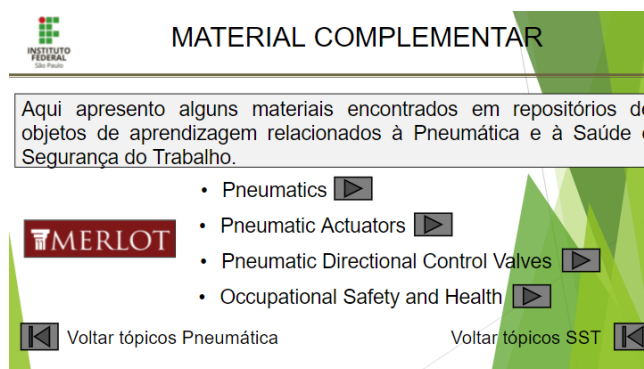 INSTITUTO
FEDERAL
São Paulo
MATERIAL COMPLEMENTAR
Aqui apresento alguns materiais encontrados em repositórios
objetos de aprendizagem relacionados à Pneumática e à Saúde
Segurança do Trabalho.
MERLOT
• Pneumatics
• Pneumatic Actuators
• Pneumatic Directional Control Valves
• Occupational Safety and Health
Voltar tópicos Pneumática
Voltar tópicos SST